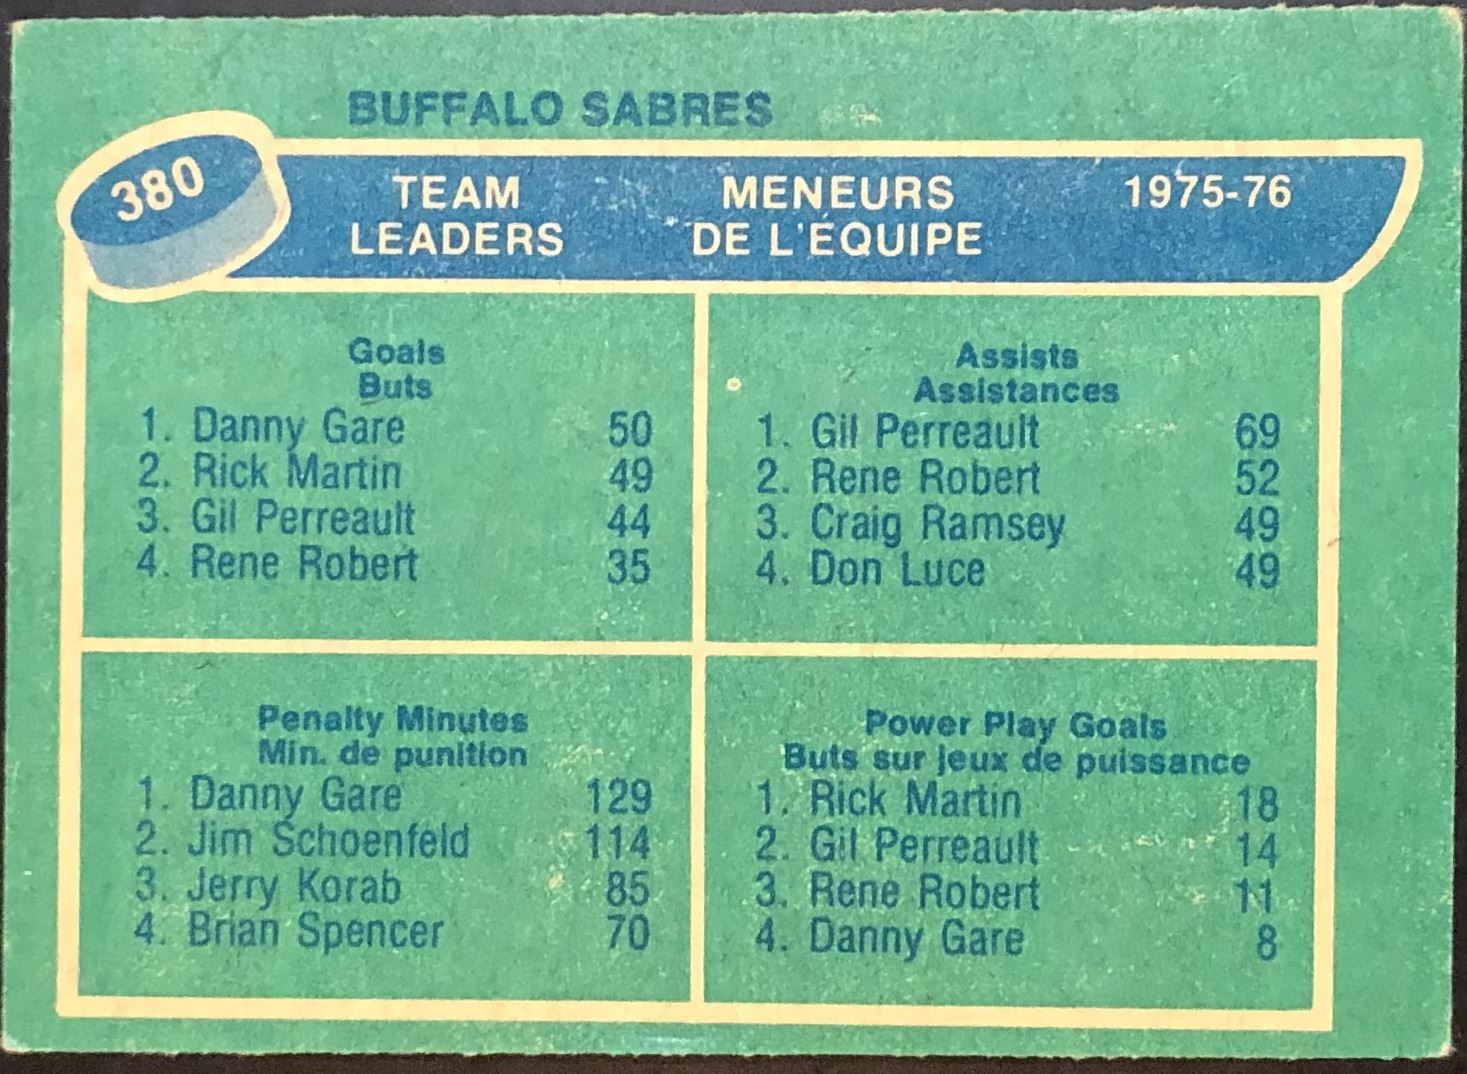 BUFFALO SABRES
380
TEAM LEADERS
MENEURS DE L'ÉQUIPE
1975-76
Goals
Buts
1. Danny Gare 50
2. Rick Martin 49
3. Gil Perreault 44
4. Rene Robert 35
Assists
Assistances
1. Gil Perreault 69
2. Rene Robert 52
3. Craig Ramsey 49
4. Don Luce 49
Penalty Minutes
Min. de punition
1. Danny Gare 129
2. Jim Schoenfeld 114
3. Jerry Korab 85
4. Brian Spencer 70
Power Play Goals
Buts sur jeux de puissance
1. Rick Martin 18
2. Gil Perreault 14
3. Rene Robert 11
4. Danny Gare 8